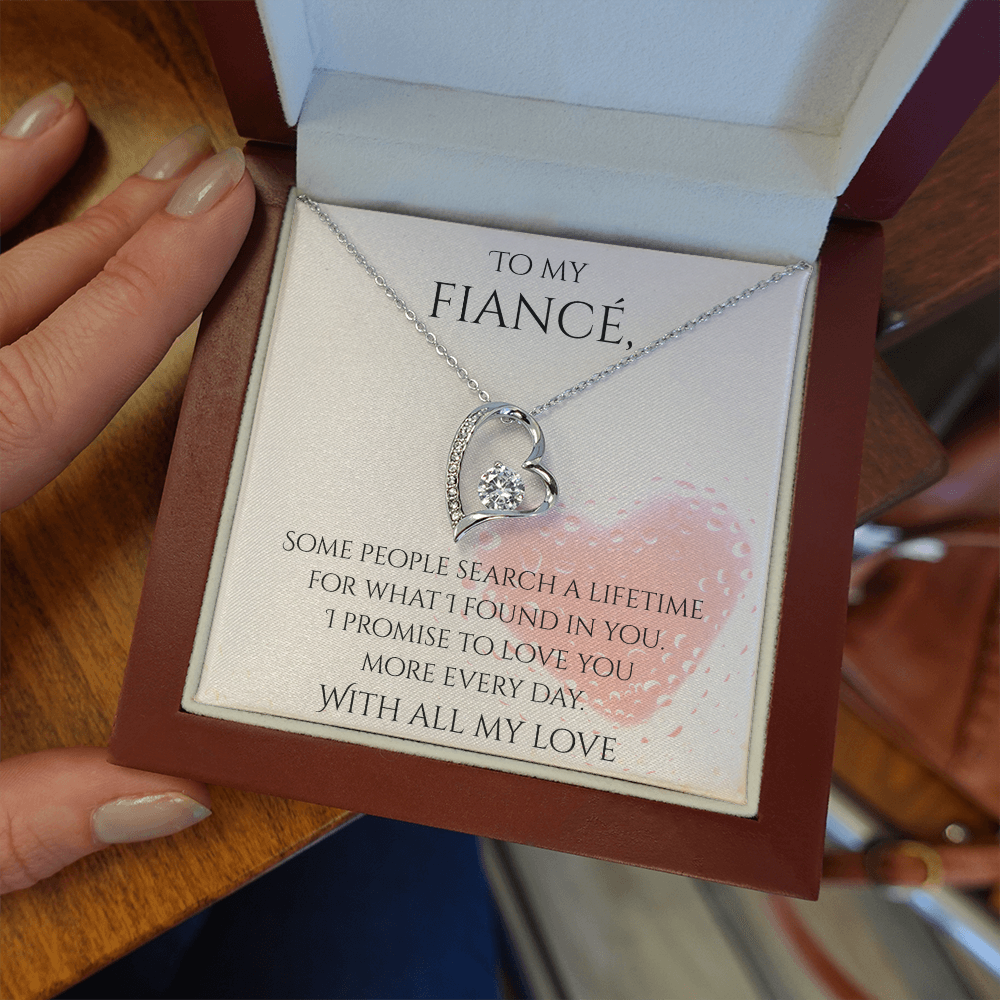 To my
Fiancé,
Some people search a lifetime
for what I found in you.
I promise to love you
more every day.
With all my love